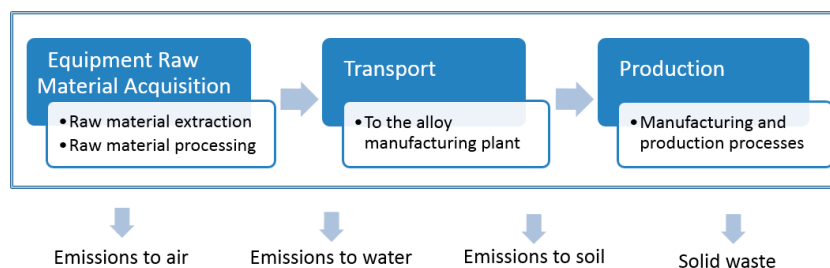 Equipment Raw
Material Acquisition
•Raw material extraction
•Raw material processing
Transport
•To the alloy
manufacturing plant
Production
•Manufacturing and
production processes
Emissions to air
Emissions to water
Emissions to soil
Solid waste